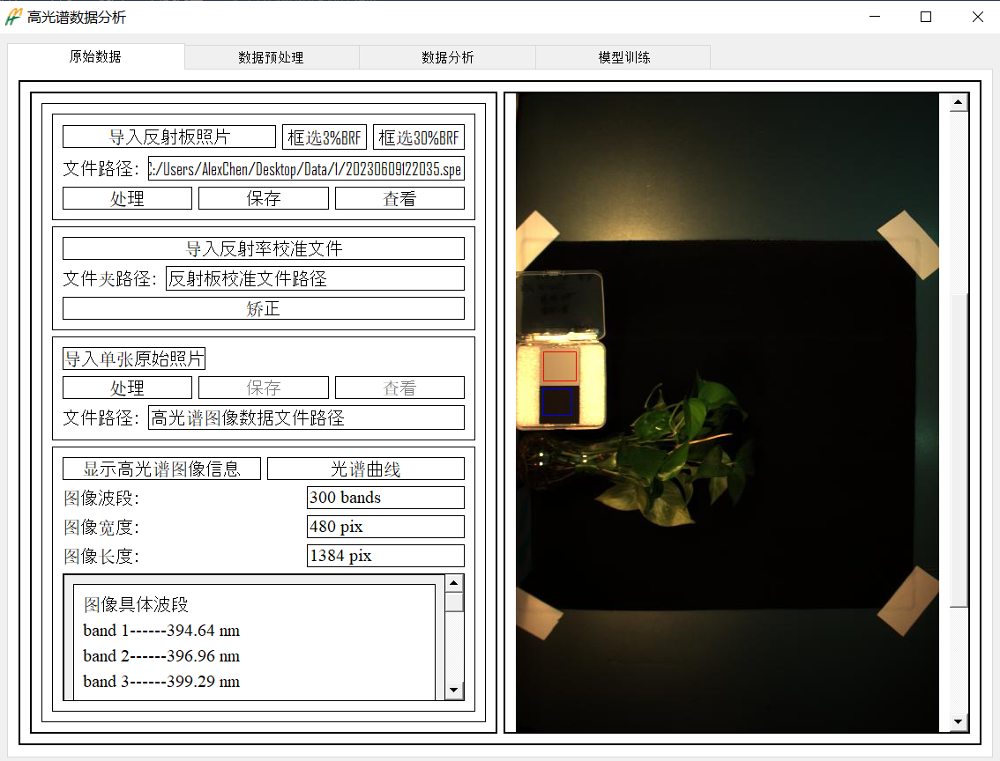 高光谱数据分析
原始数据 数据预处理 数据分析 模型训练
导入反射板照片 框选3%BRF 框选30%BRF
文件路径: C:/Users/AlexChen/Desktop/Data/1/20230609122035.spe
处理 保存 查看
导入反射率校准文件
文件夹路径: 反射板校准文件路径
矫正
导入单张原始照片
处理 保存 查看
文件路径: 高光谱图像数据文件路径
显示高光谱图像信息 光谱曲线
图像波段: 300 bands
图像宽度: 480 pix
图像长度: 1384 pix
图像具体波段
band 1------394.64 nm
band 2------396.96 nm
band 3------399.29 nm